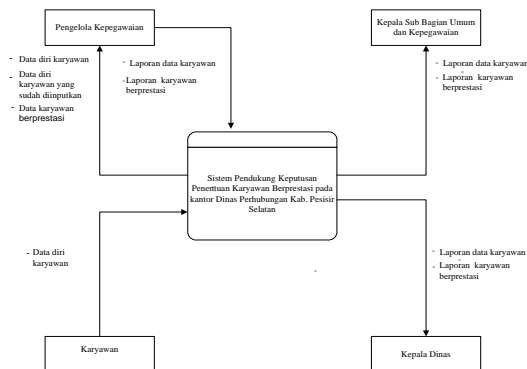 Pengelola Kepegawaian
Kepala Sub Bagian Umum
dan Kepegawaian
- Data diri karyawan
- Data diri
karyawan yang
sudah diinputkan
- Data karyawan
berprestasi
- Laporan data karyawan
- Laporan karyawan
berprestasi
- Laporan data karyawan
- Laporan karyawan
berprestasi
Sistem Pendukung Keputusan
Penentuan Karyawan Berprestasi pada
kantor Dinas Perhubungan Kab. Pesisir
Selatan
- Data diri
karyawan
- Laporan data karyawan
- Laporan karyawan
berprestasi
Karyawan
Kepala Dinas